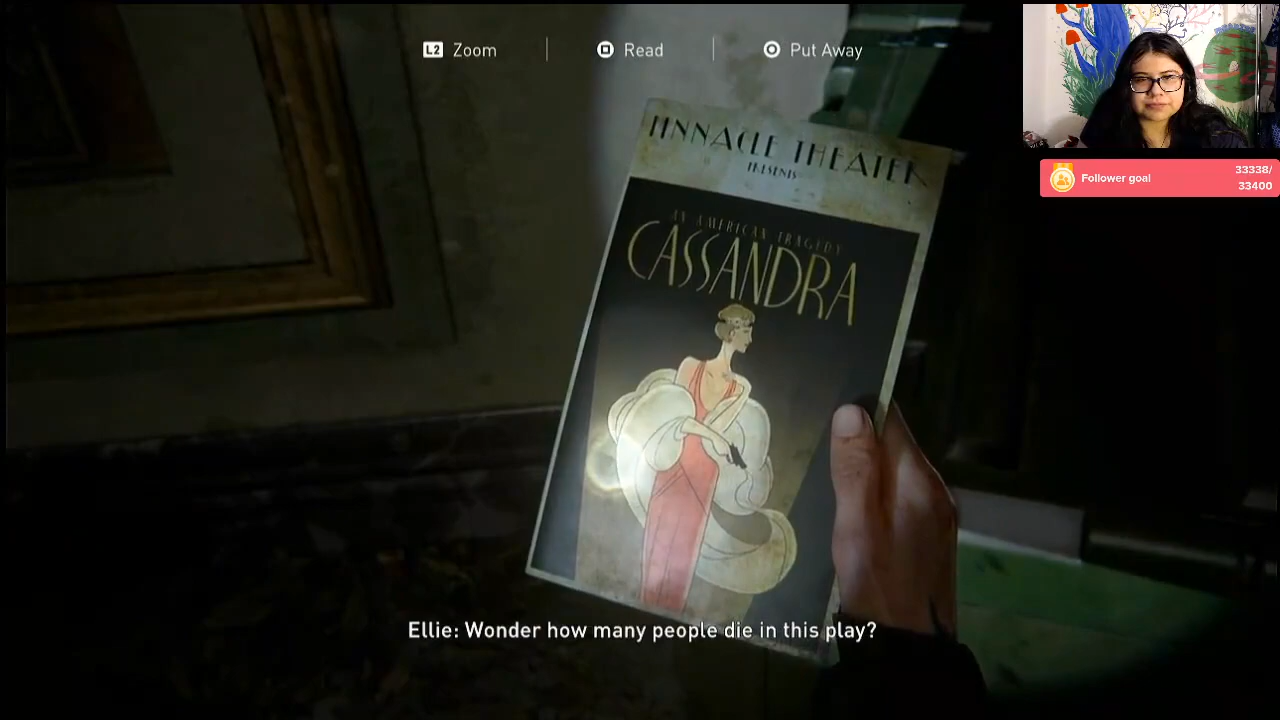 L2 Zoom
Read
Put Away
Follower goal
33338/
33400
PINNACLE THEATER
PRESENTS
AN AMERICAN TRAGEDY
CASSANDRA
Ellie: Wonder how many people die in this play?